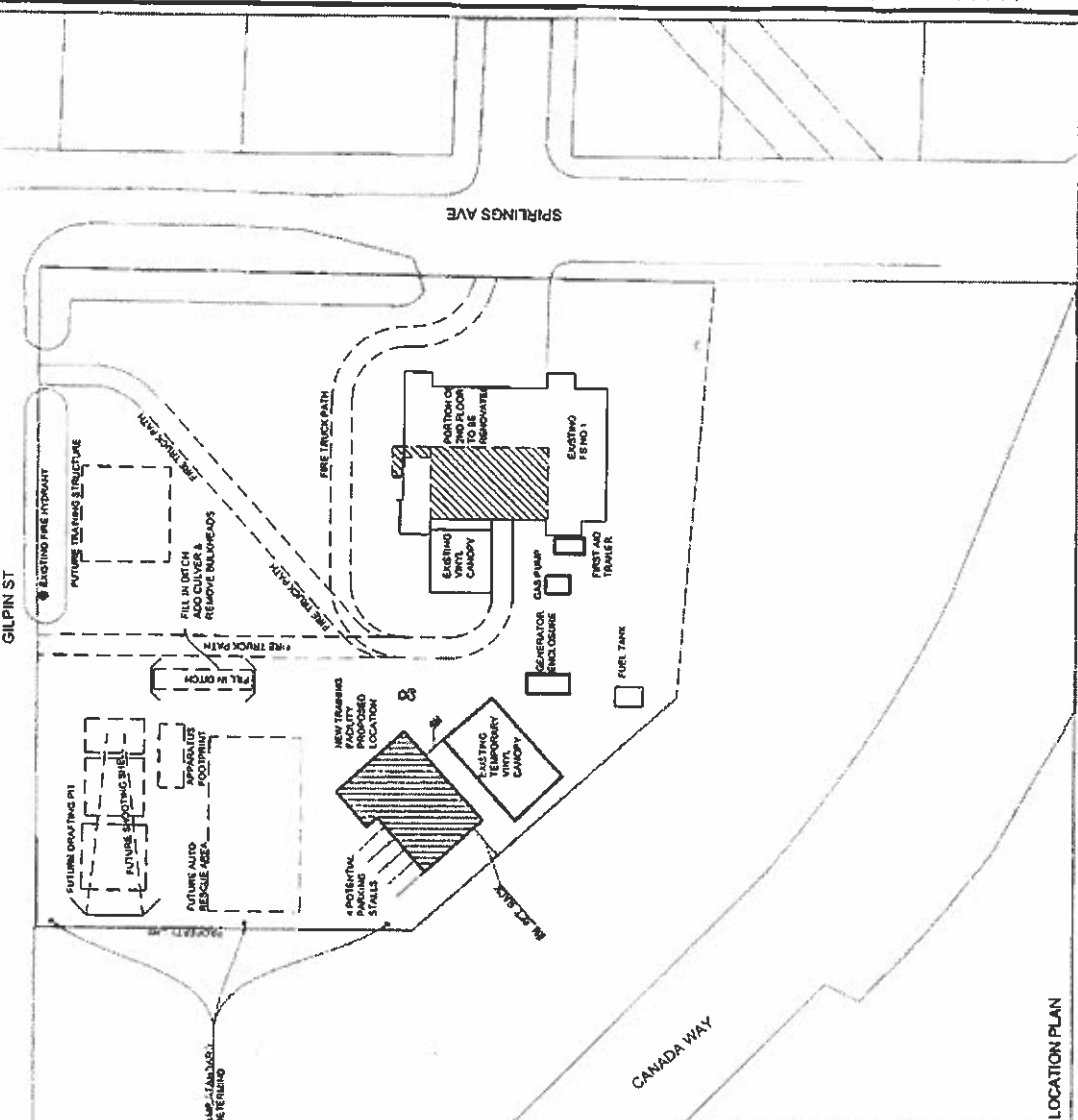 SPIRLINGS AVE
GILPIN ST
EXISTING FIRE HYDRANT
FUTURE TRAINING STRUCTURE
FIRE TRUCK PATH
FIRE TRUCK PATH
FIRE TRUCK PATH
FIRE TRUCK PATH
FILL IN DITCH
ADD CULVER &
REMOVE BULKHEADS
FILL IN DITCH
PORTION OF
2ND FLOOR
TO BE
RENOVATED
EXISTING
FS NO 1
EXISTING
VINYL
CANOPY
GAS PUMP
FIRST AID
TRAILER
GENERATOR
ENCLOSURE
FUEL TANK
NEW TRAINING
FACILITY
PROPOSED
LOCATION
EXISTING
TEMPORARY
VINYL
CANOPY
FUTURE DRAFTING PIT
FUTURE SHOOTING SHELL
APPARATUS
FOOTPRINT
FUTURE AUTO
RESCUE AREA
4 POTENTIAL
PARKING
STALLS
PROPERTY
BACK
CANADA WAY
LOCATION PLAN